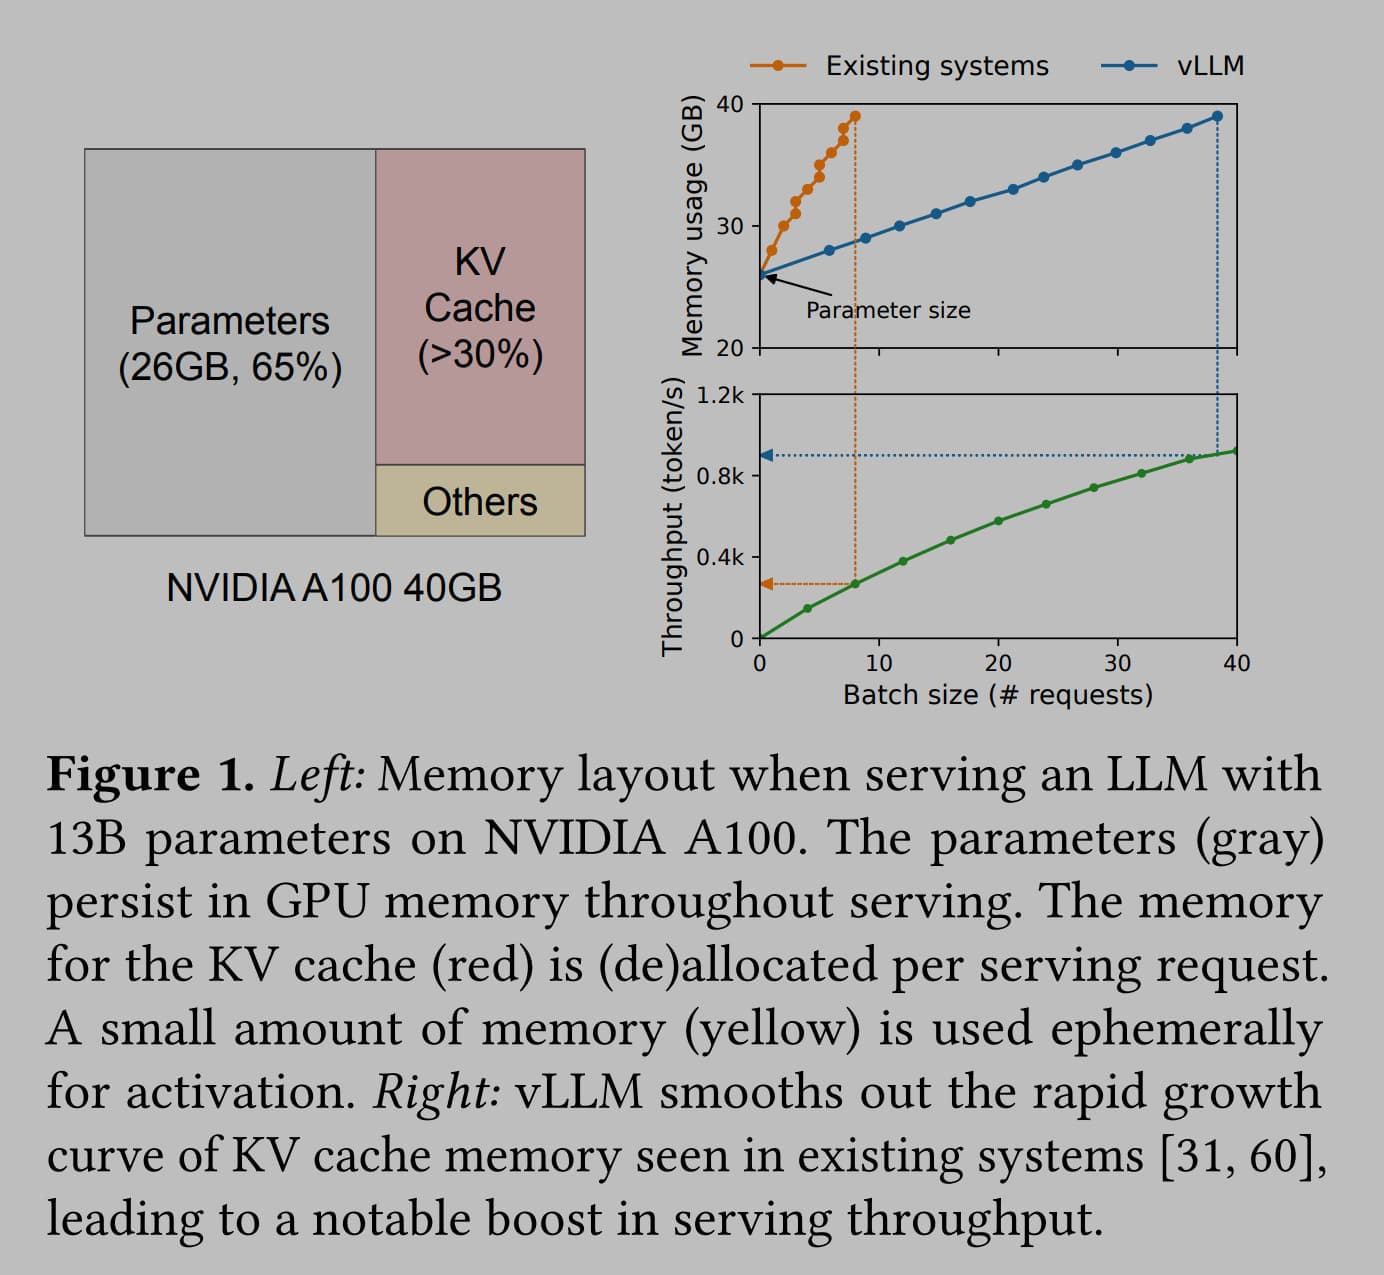 Existing systems
vLLM
Parameters
(26GB, 65%)
KV
Cache
(>30%)
Others
NVIDIA A100 40GB
Memory usage (GB)
40
30
20
Parameter size
Throughput (token/s)
1.2k
0.8k
0.4k
0
0 10 20 30 40
Batch size (# requests)
Figure 1. Left: Memory layout when serving an LLM with
13B parameters on NVIDIA A100. The parameters (gray)
persist in GPU memory throughout serving. The memory
for the KV cache (red) is (de)allocated per serving request.
A small amount of memory (yellow) is used ephemerally
for activation. Right: vLLM smooths out the rapid growth
curve of KV cache memory seen in existing systems [31, 60],
leading to a notable boost in serving throughput.